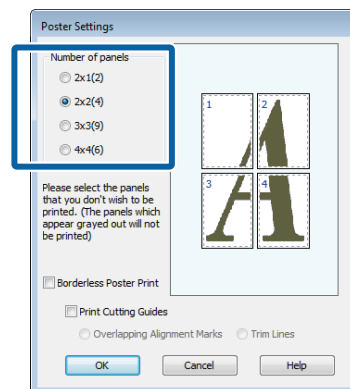 Poster Settings
Number of panels
2x1(2)
2x2(4)
3x3(9)
4x4(6)
1
2
3
4
Please select the panels
that you don't wish to be
printed. (The panels which
appear grayed out will not
be printed)
Borderless Poster Print
Print Cutting Guides
Overlapping Alignment Marks
Trim Lines
OK
Cancel
Help